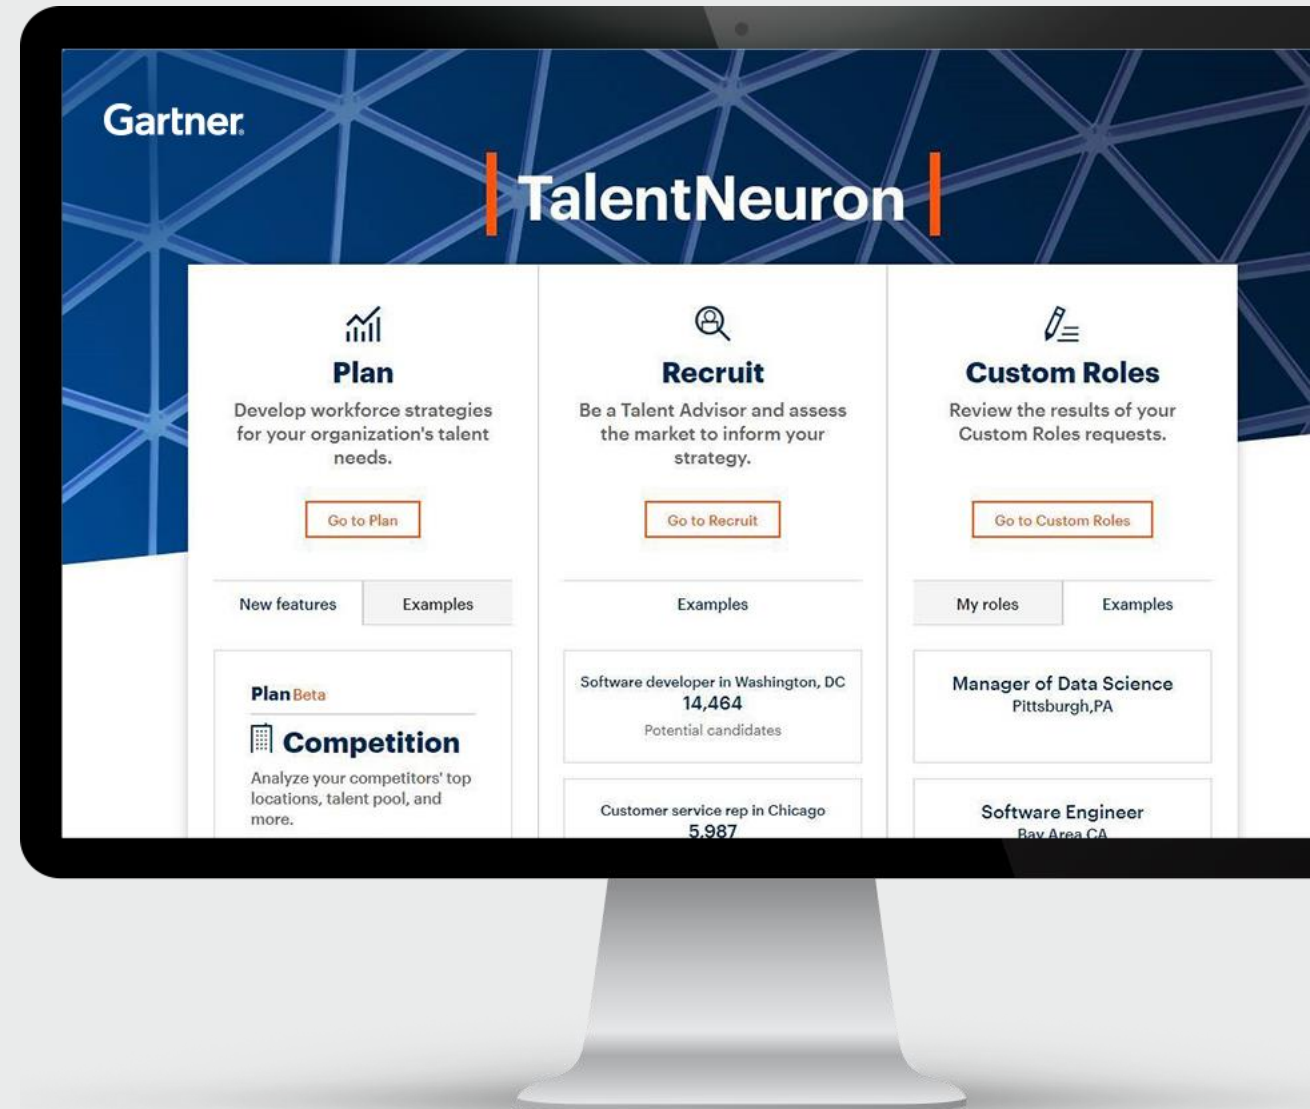 Gartner®
TalentNeuron
Plan
Develop workforce strategies
for your organization's talent
needs.
Go to Plan
New features
Examples
Plan Beta
Competition
Analyze your competitors' top
locations, talent pool, and
more.
Recruit
Be a Talent Advisor and assess
the market to inform your
strategy.
Go to Recruit
Examples
Software developer in Washington, DC
14,464
Potential candidates
Customer service rep in Chicago
5,987
Custom Roles
Review the results of your
Custom Roles requests.
Go to Custom Roles
My roles
Examples
Manager of Data Science
Pittsburgh,PA
Software Engineer
Bay Area,CA